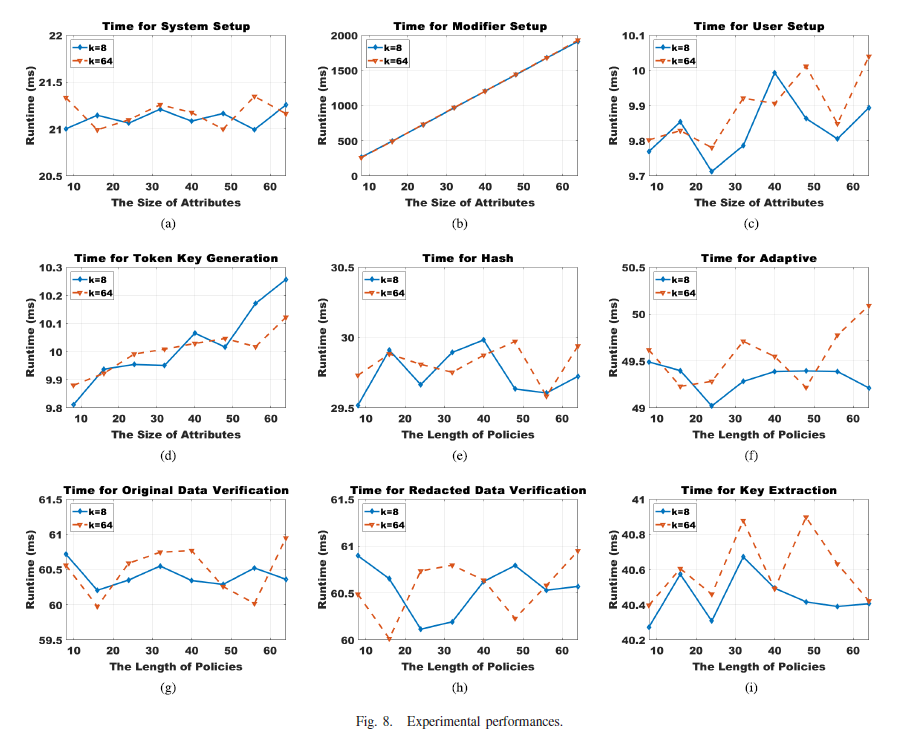 Time for System Setup
22
21.5
21
20.5
Runtime (ms)
k=8
k=64
10 20 30 40 50 60
The Size of Attributes
(a)
Time for Modifier Setup
2000
1500
1000
500
0
Runtime (ms)
k=8
k=64
10 20 30 40 50 60
The Size of Attributes
(b)
Time for User Setup
10.1
10
9.9
9.8
9.7
Runtime (ms)
k=8
k=64
10 20 30 40 50 60
The Size of Attributes
(c)
Time for Token Key Generation
10.3
10.2
10.1
10
9.9
9.8
Runtime (ms)
k=8
k=64
10 20 30 40 50 60
The Size of Attributes
(d)
Time for Hash
30.5
30
29.5
Runtime (ms)
k=8
k=64
10 20 30 40 50 60
The Length of Policies
(e)
Time for Adaptive
50.5
50
49.5
49
Runtime (ms)
k=8
k=64
10 20 30 40 50 60
The Length of Policies
(f)
Time for Original Data Verification
61.5
61
60.5
60
59.5
Runtime (ms)
k=8
k=64
10 20 30 40 50 60
The Length of Policies
(g)
Time for Redacted Data Verification
61.5
61
60.5
60
Runtime (ms)
k=8
k=64
10 20 30 40 50 60
The Length of Policies
(h)
Time for Key Extraction
41
40.8
40.6
40.4
40.2
Runtime (ms)
k=8
k=64
10 20 30 40 50 60
The Length of Policies
(i)
Fig. 8. Experimental performances.